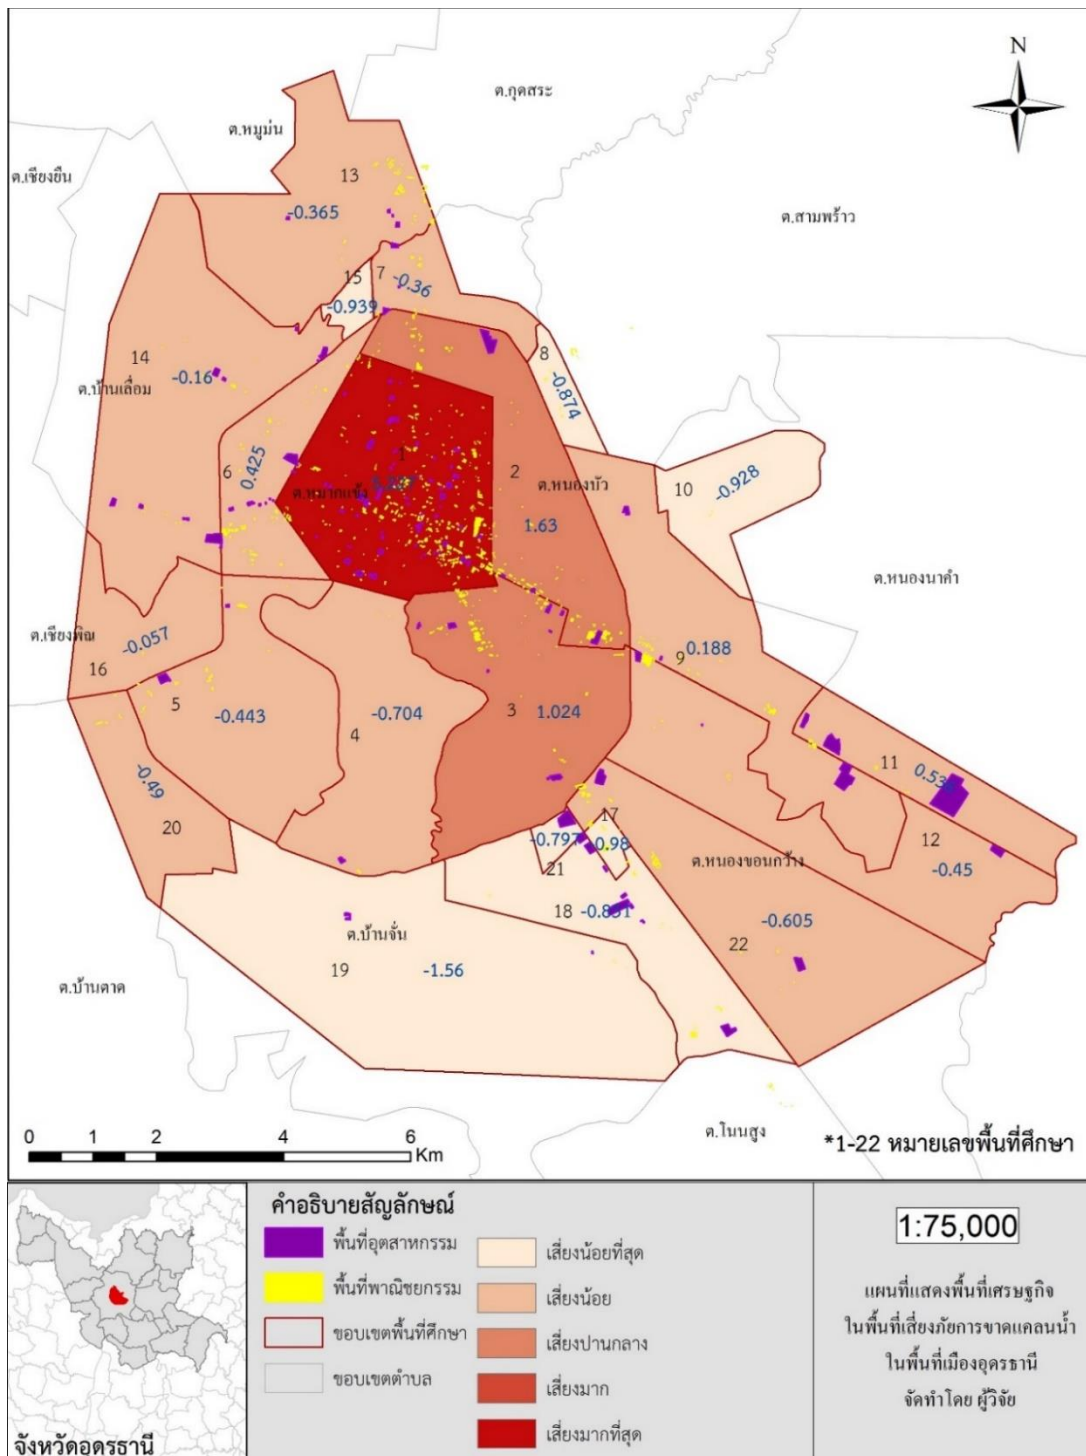 N
ต.กุดสระ
ต.หมูม่น
ต.เชียงยืน
13
ต.สามพร้าว
-0.365
15
7
-0.36
-0.939
14
-0.16
ต.บ้านเลื่อม
8
-0.874
6
0.425
1
ต.หมากแข้ง
2
ต.หนองบัว
10
-0.928
1.63
ต.หนองนาคำ
ต.เชียงพิณ
-0.057
16
9
0.188
5
-0.443
4
-0.704
3
1.024
11
-0.49
20
17
-0.797
0.98
21
ต.หนองขอนกว้าง
12
-0.45
18
-0.605
22
ต.บ้านจั่น
19
-1.56
ต.บ้านตาด
ต.โนนสูง
0 1 2 4 6
Km
*1-22 หมายเลขพื้นที่ศึกษา
คำอธิบายสัญลักษณ์
พื้นที่อุตสาหกรรม
พื้นที่พาณิชยกรรม
ขอบเขตพื้นที่ศึกษา
ขอบเขตตำบล
เสี่ยงน้อยที่สุด
เสี่ยงน้อย
เสี่ยงปานกลาง
เสี่ยงมาก
เสี่ยงมากที่สุด
1:75,000
แผนที่แสดงพื้นที่เศรษฐกิจ
ในพื้นที่เสี่ยงภัยการขาดแคลนน้ำ
ในพื้นที่เมืองอุดรธานี
จัดทำโดย ผู้วิจัย
จังหวัดอุดรธานี